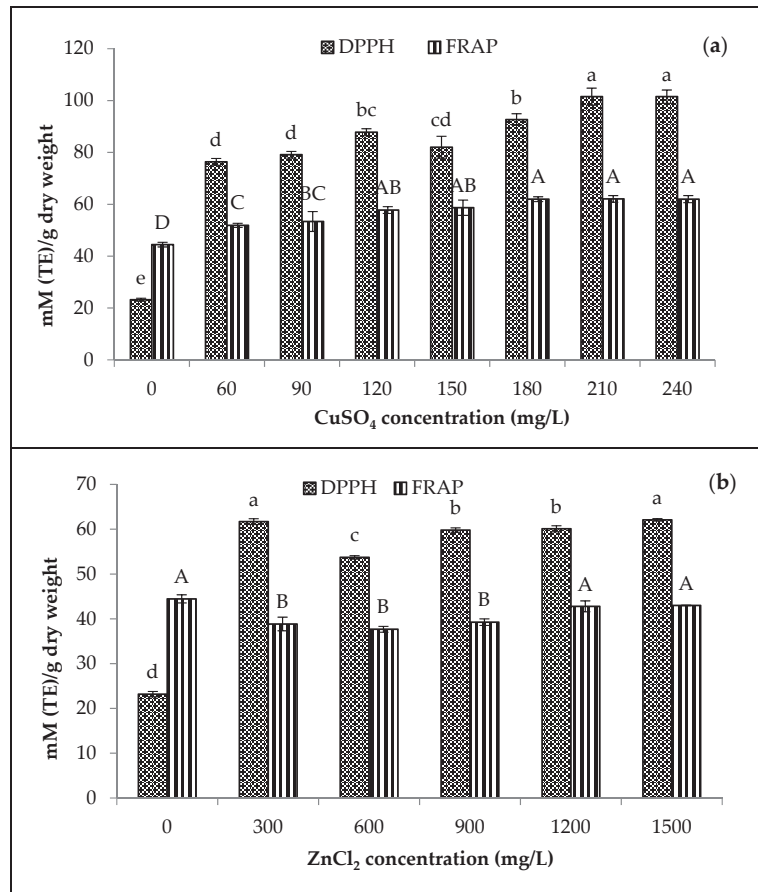 DPPH FRAP (a)
120
100
80
60
40
20
0
mM (TE)/g dry weight
e D d C d BC bc AB cd AB b A a A a A
0 60 90 120 150 180 210 240
CuSO4 concentration (mg/L)
DPPH FRAP (b)
70
60
50
40
30
20
10
0
mM (TE)/g dry weight
d A a B c B b B b A a A
0 300 600 900 1200 1500
ZnCl2 concentration (mg/L)